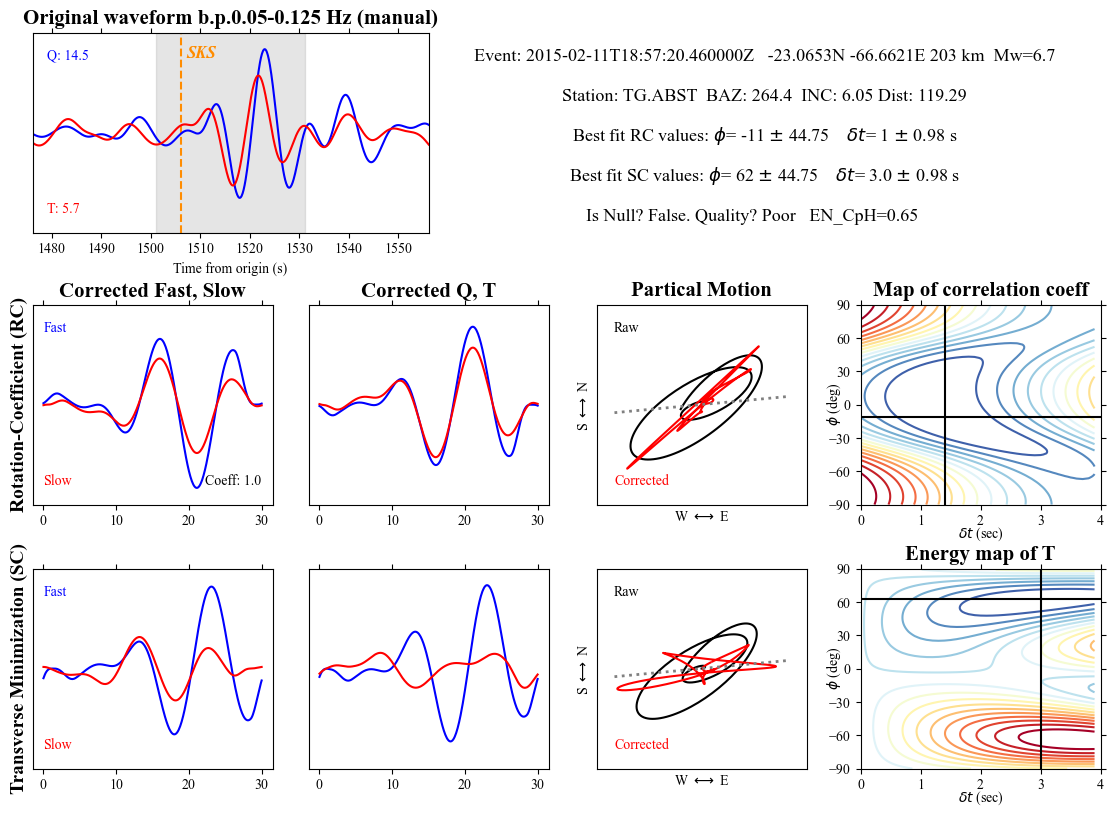 Original waveform b.p.0.05-0.125 Hz (manual)
Q: 14.5
SKS
T: 5.7
1480 1490 1500 1510 1520 1530 1540 1550
Time from origin (s)
Event: 2015-02-11T18:57:20.460000Z -23.0653N -66.6621E 203 km Mw=6.7
Station: TG.ABST BAZ: 264.4 INC: 6.05 Dist: 119.29
Best fit RC values: ϕ= -11 ± 44.75 δt= 1 ± 0.98 s
Best fit SC values: ϕ= 62 ± 44.75 δt= 3.0 ± 0.98 s
Is Null? False. Quality? Poor EN_CpH=0.65
Rotation-Coefficient (RC)
Corrected Fast, Slow
Fast
Slow
Coeff: 1.0
0 10 20 30
Corrected Q, T
0 10 20 30
Partical Motion
Raw
Corrected
S ⟷ N
W ⟷ E
Map of correlation coeff
90
60
30
0
−30
−60
−90
ϕ (deg)
0 1 2 3 4
δt (sec)
Transverse Minimization (SC)
Fast
Slow
0 10 20 30
0 10 20 30
Raw
Corrected
S ⟷ N
W ⟷ E
Energy map of T
90
60
30
0
−30
−60
−90
ϕ (deg)
0 1 2 3 4
δt (sec)